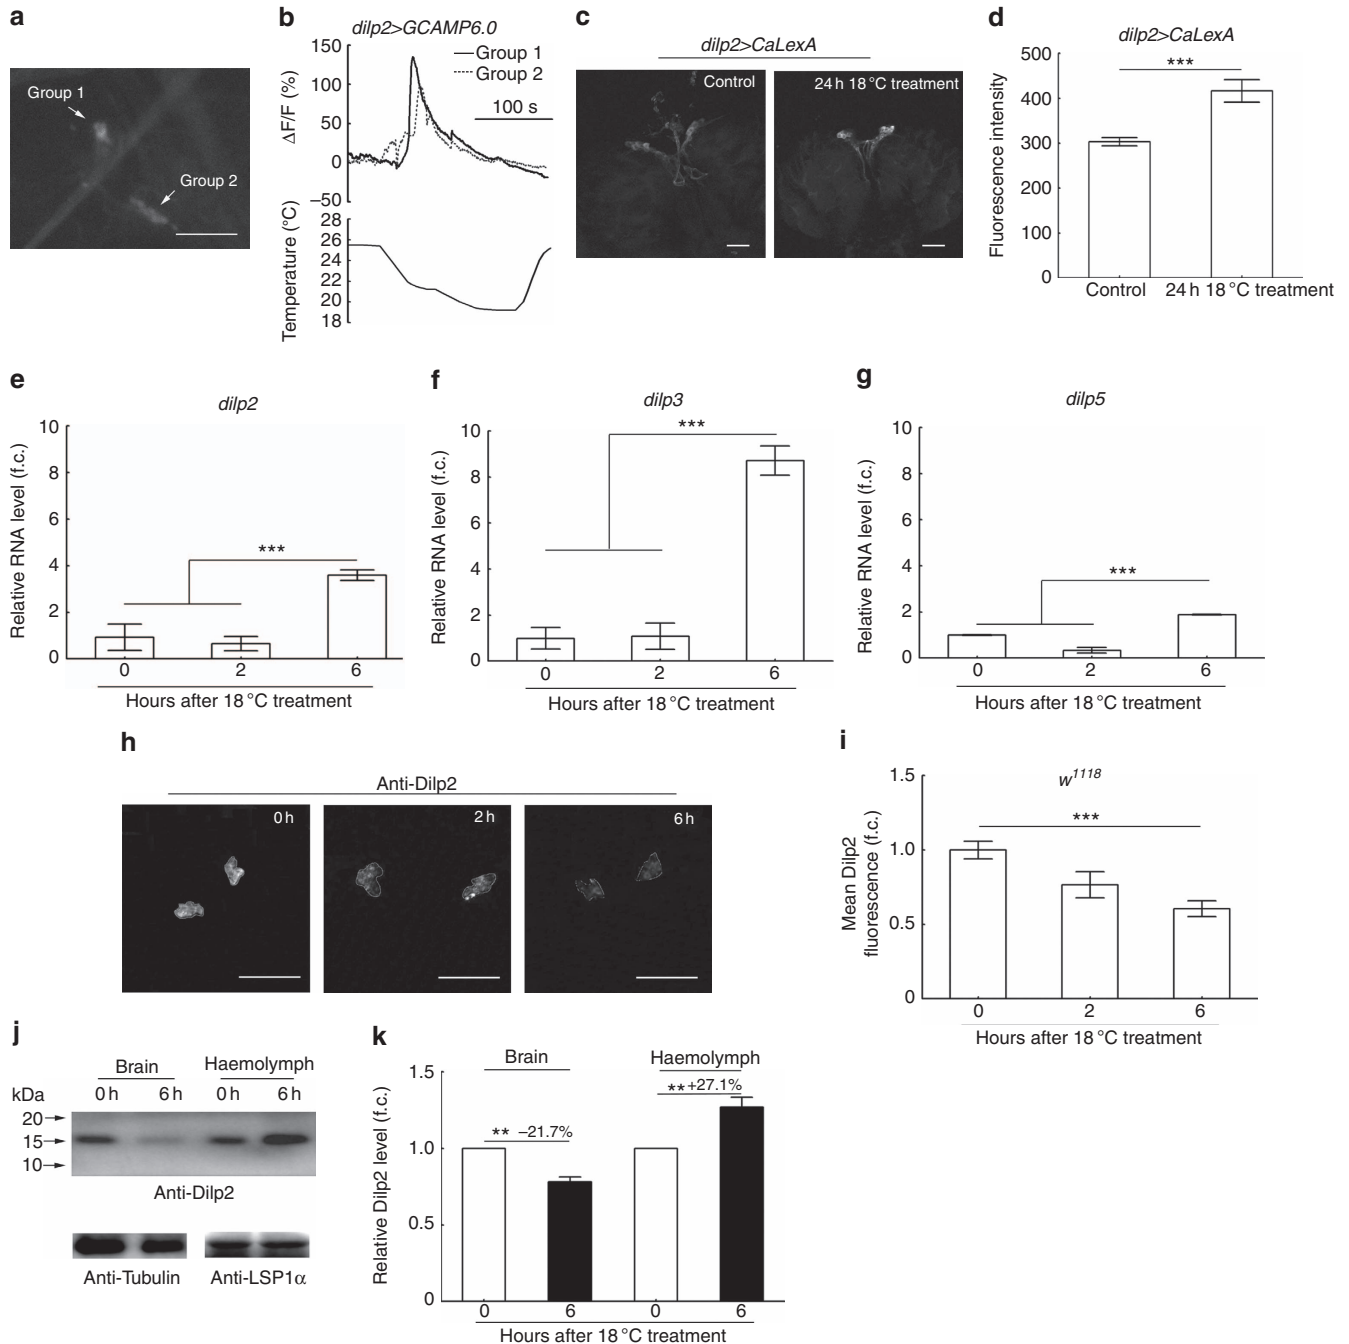 a
Group 1
Group 2
b
dilp2>GCAMP6.0
Group 1
Group 2
100 s
ΔF/F (%)
150
100
50
0
–50
Temperature (°C)
28
26
24
22
20
18
c
dilp2>CaLexA
Control
24 h 18 °C treatment
d
dilp2>CaLexA
***
Fluorescence intensity
500
400
300
200
100
0
Control 24 h 18 °C treatment
e
dilp2
***
Relative RNA level (f.c.)
10
8
6
4
2
0
0 2 6
Hours after 18 °C treatment
f
dilp3
***
Relative RNA level (f.c.)
10
8
6
4
2
0
0 2 6
Hours after 18 °C treatment
g
dilp5
***
Relative RNA level (f.c.)
10
8
6
4
2
0
0 2 6
Hours after 18 °C treatment
h
Anti-Dilp2
0 h
2 h
6 h
i
w1118
***
Mean Dilp2
fluorescence (f.c.)
1.5
1.0
0.5
0
0 2 6
Hours after 18 °C treatment
j
Brain Haemolymph
kDa 0 h 6 h 0 h 6 h
20
15
10
Anti-Dilp2
Anti-Tubulin Anti-LSP1α
k
Brain Haemolymph
** –21.7%
** +27.1%
Relative Dilp2 level (f.c.)
1.5
1.0
0.5
0
0 6 0 6
Hours after 18 °C treatment